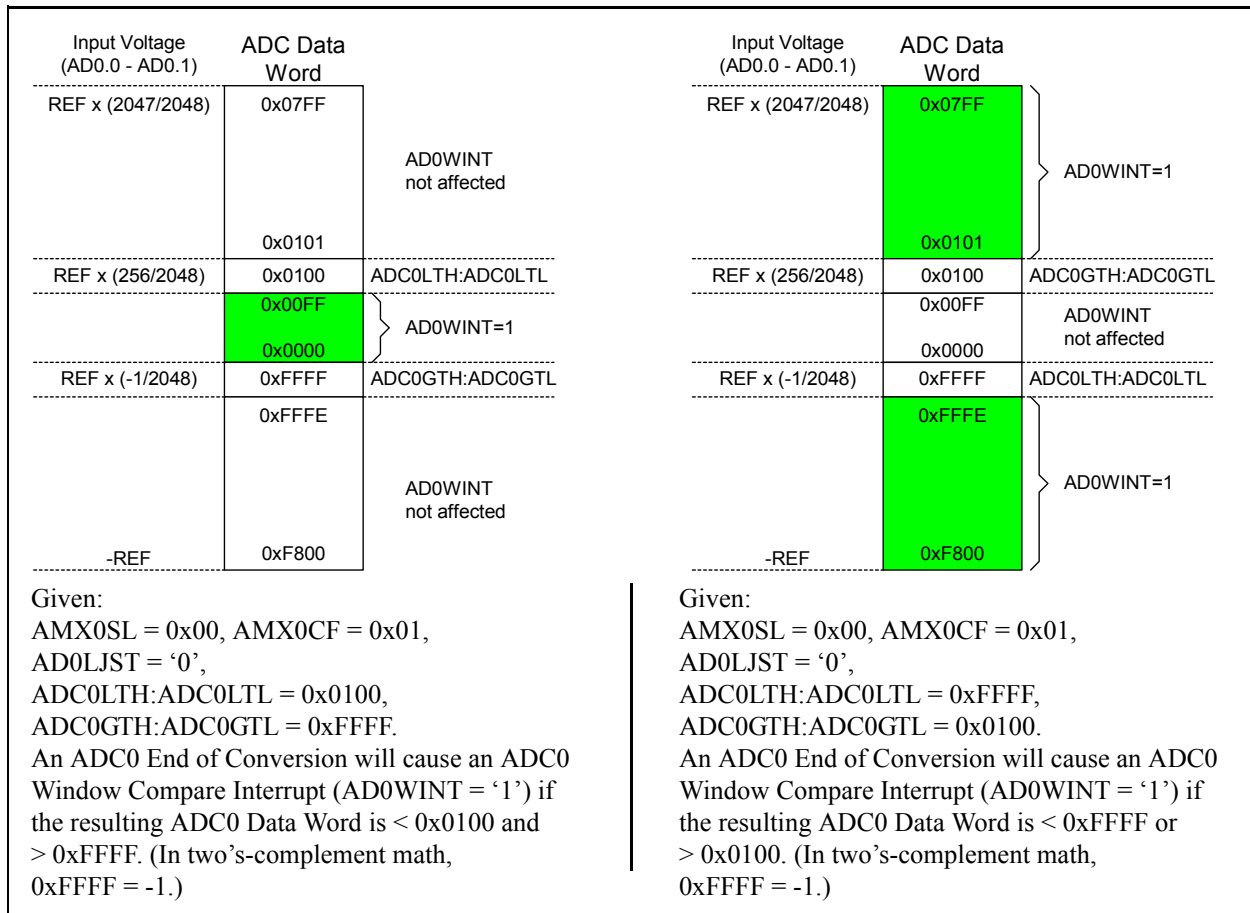 Input Voltage
(AD0.0 - AD0.1)
ADC Data
Word
REF x (2047/2048)
0x07FF
AD0WINT
not affected
0x0101
REF x (256/2048)
0x0100
ADC0LTH:ADC0LTL
0x00FF
AD0WINT=1
0x0000
REF x (-1/2048)
0xFFFF
ADC0GTH:ADC0GTL
0xFFFE
AD0WINT
not affected
-REF
0xF800
Given:
AMX0SL = 0x00, AMX0CF = 0x01,
AD0LJST = ‘0’,
ADC0LTH:ADC0LTL = 0x0100,
ADC0GTH:ADC0GTL = 0xFFFF.
An ADC0 End of Conversion will cause an ADC0
Window Compare Interrupt (AD0WINT = ‘1’) if
the resulting ADC0 Data Word is < 0x0100 and
> 0xFFFF. (In two’s-complement math,
0xFFFF = -1.)
Input Voltage
(AD0.0 - AD0.1)
ADC Data
Word
REF x (2047/2048)
0x07FF
AD0WINT=1
0x0101
REF x (256/2048)
0x0100
ADC0GTH:ADC0GTL
0x00FF
AD0WINT
not affected
0x0000
REF x (-1/2048)
0xFFFF
ADC0LTH:ADC0LTL
0xFFFE
AD0WINT=1
-REF
0xF800
Given:
AMX0SL = 0x00, AMX0CF = 0x01,
AD0LJST = ‘0’,
ADC0LTH:ADC0LTL = 0xFFFF,
ADC0GTH:ADC0GTL = 0x0100.
An ADC0 End of Conversion will cause an ADC0
Window Compare Interrupt (AD0WINT = ‘1’) if
the resulting ADC0 Data Word is < 0xFFFF or
> 0x0100. (In two’s-complement math,
0xFFFF = -1.)